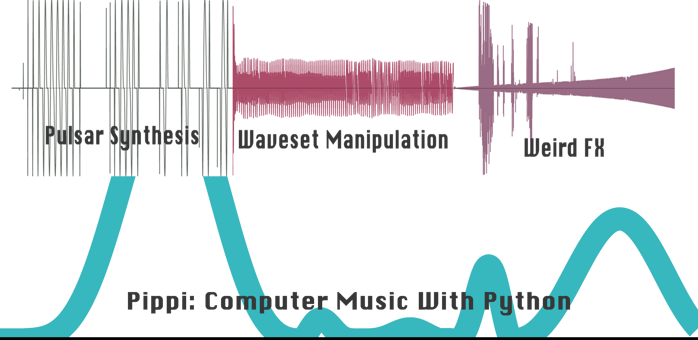 Pulsar Synthesis
Waveset Manipulation
Weird FX
Pippi: Computer Music With Python